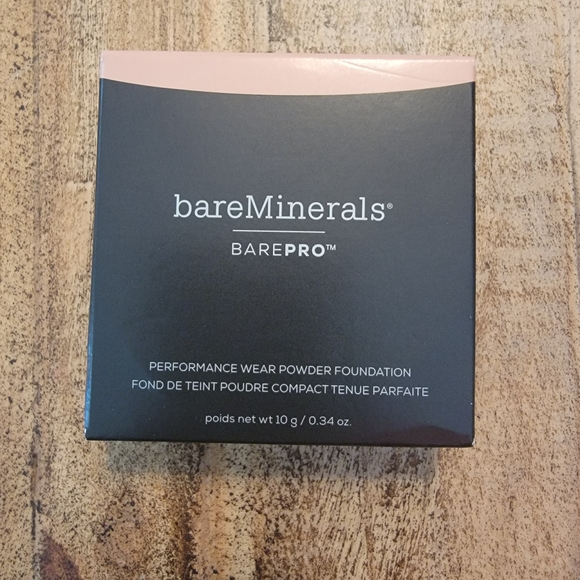 bareMinerals®
BAREPRO™
PERFORMANCE WEAR POWDER FOUNDATION
FOND DE TEINT POUDRE COMPACT TENUE PARFAITE
poids net wt 10 g / 0.34 oz.